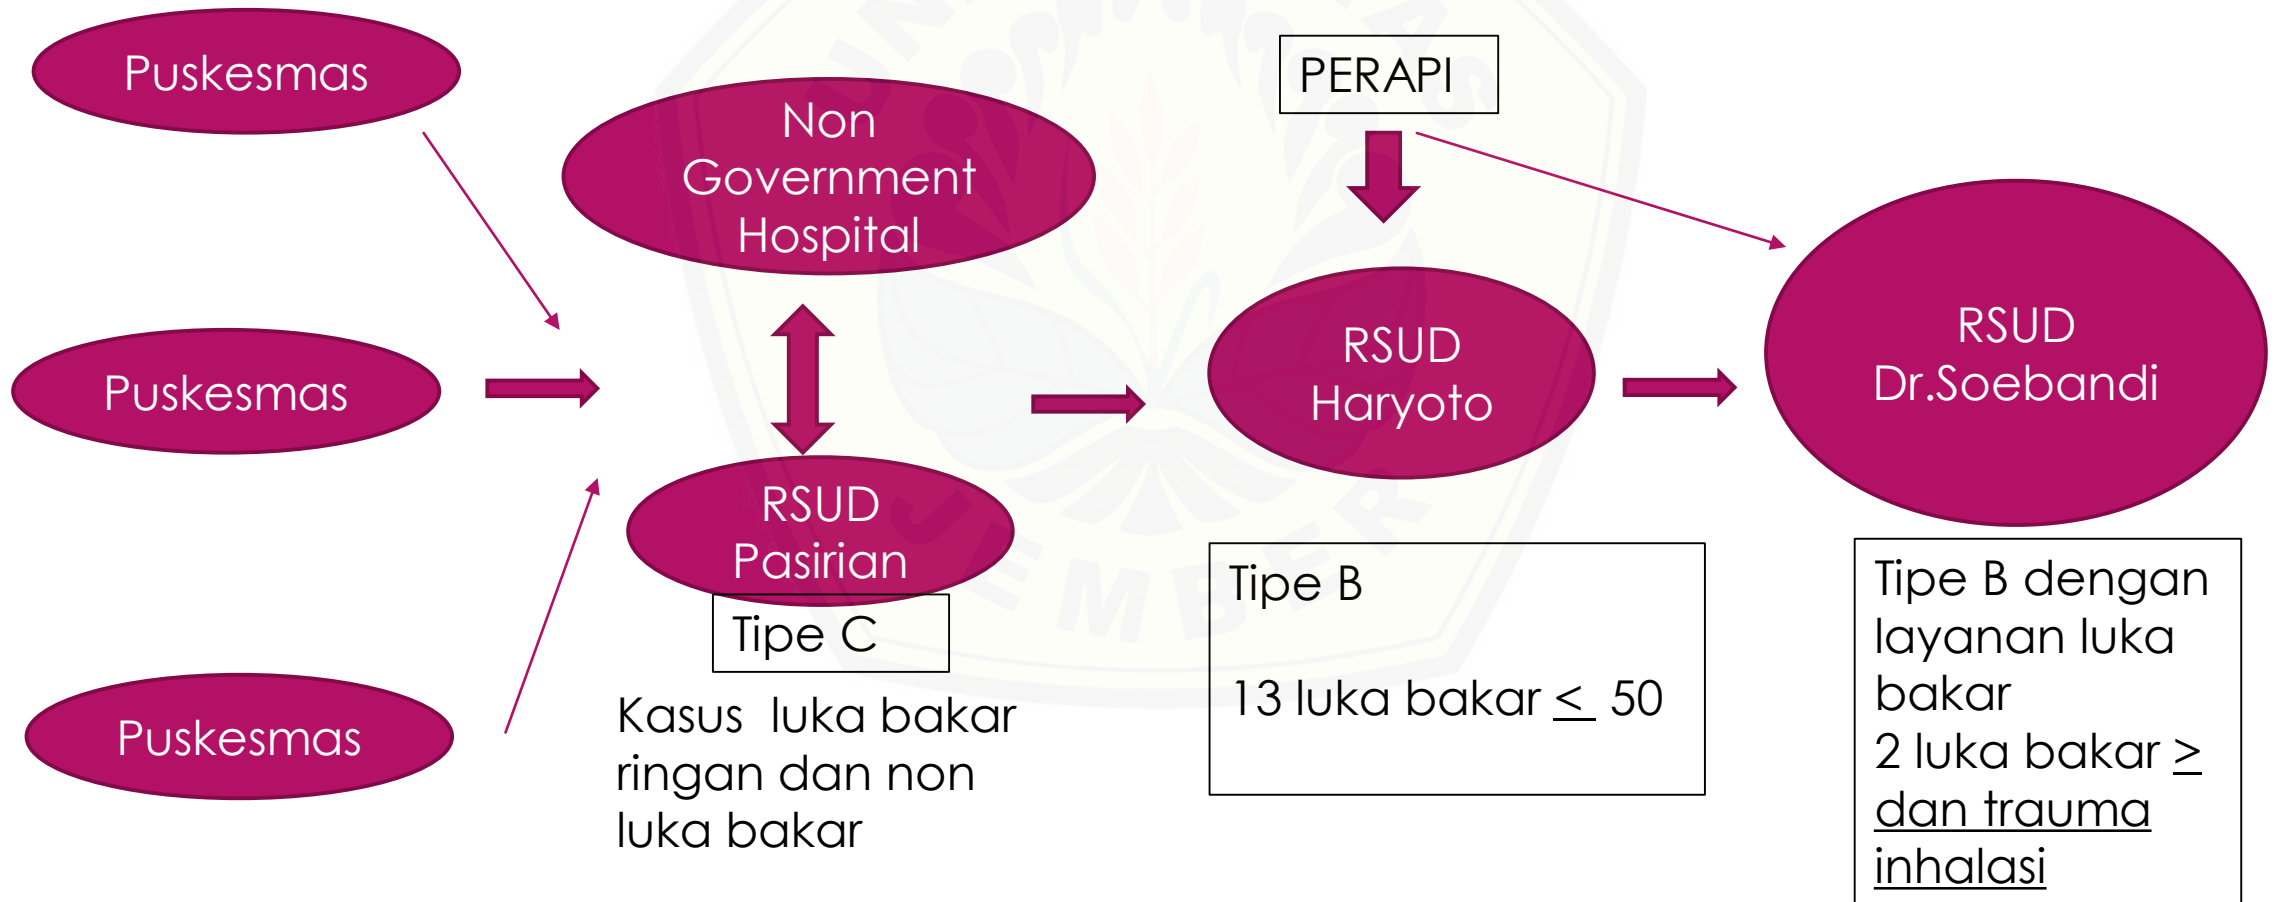 Puskesmas
Non
Government
Hospital
PERAPI
Puskesmas
RSUD
Pasirian
Tipe C
Kasus  luka bakar
ringan dan non
luka bakar
RSUD
Haryoto
Tipe B
13 luka bakar <  50
RSUD
Dr.Soebandi
Tipe B dengan
layanan luka
bakar
2 luka bakar >
dan trauma
inhalasi
Puskesmas
JEMBER